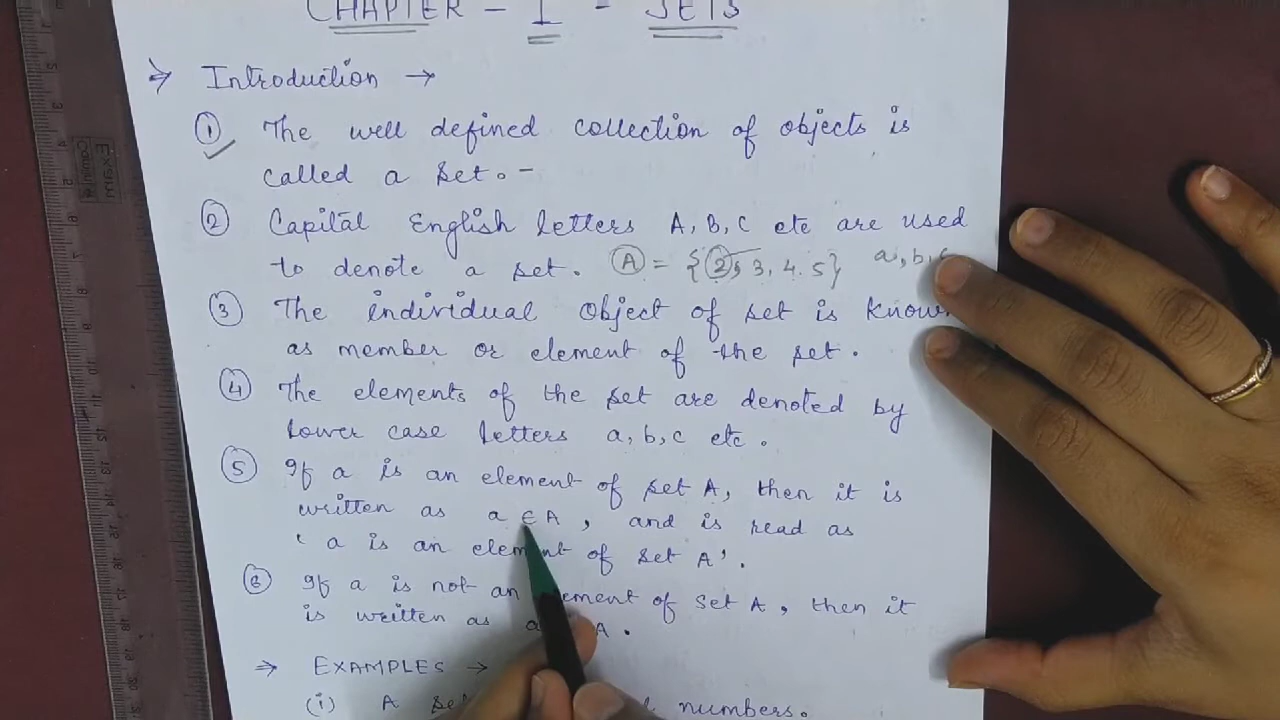 CHAPTER - 1 - SETS
⇒ Introduction →
① The well defined collection of objects is
called a set. -
② Capital English letters A, B, C etc are used
to denote a set. A = {2, 3, 4. 5} a, b, c
③ The individual object of set is known
as member or element of the set.
④ The elements of the set are denoted by
lower case letters a, b, c etc.
⑤ If a is an element of set A, then it is
written as a ∈ A, and is read as
' a is an element of set A'.
⑥ If a is not an element of Set A, then it
is written as a A.
⇒ EXAMPLES →
(i) A set numbers.